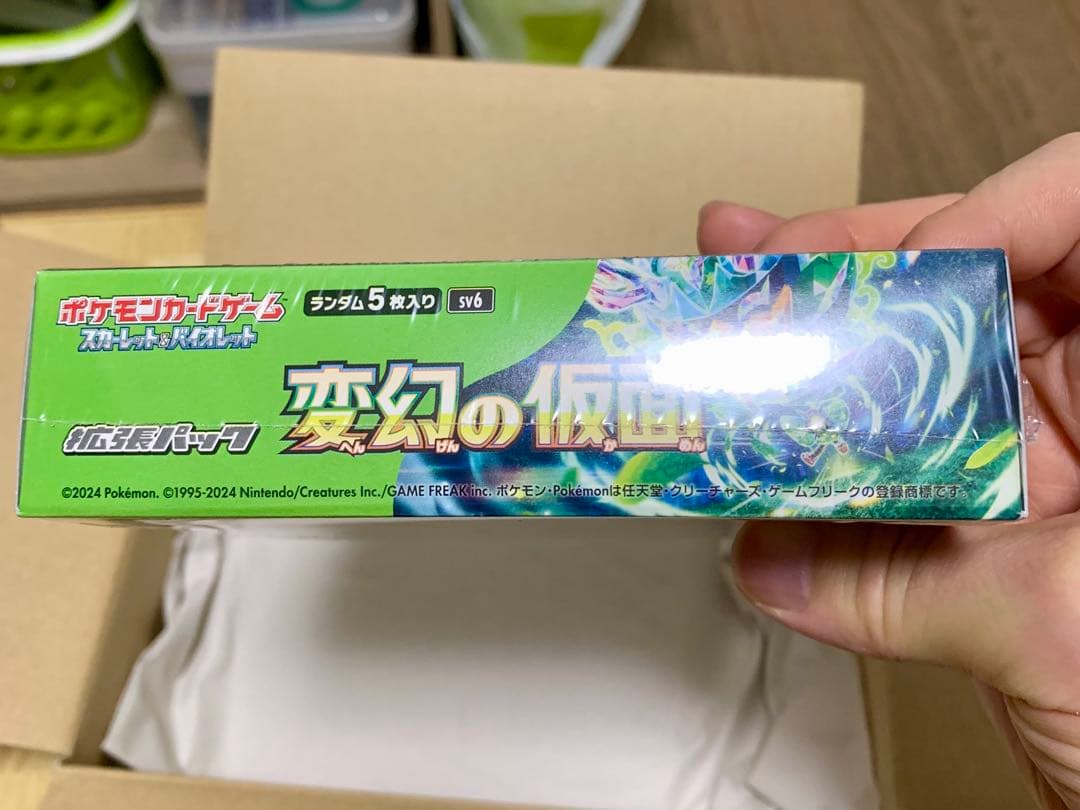 ポケモンカードゲーム
スカーレット&バイオレット
ランダム5枚入り
SV6
拡張パック
変幻の仮面
へん げん か めん
©2024 Pokémon. ©1995-2024 Nintendo/Creatures Inc./GAME FREAK inc. ポケモン・Pokémonは任天堂・クリーチャーズ・ゲームフリークの登録商標です。